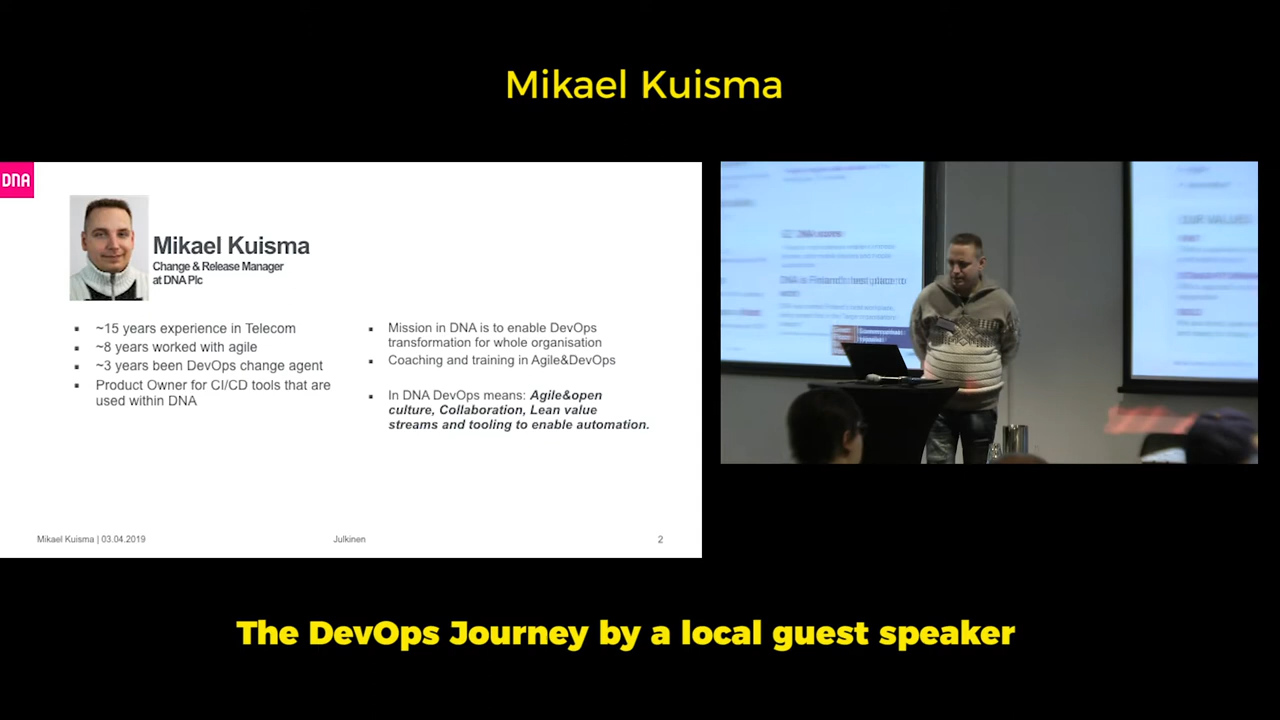 Mikael Kuisma
DNA
Mikael Kuisma
Change & Release Manager
at DNA Plc
~15 years experience in Telecom
~8 years worked with agile
~3 years been DevOps change agent
Product Owner for CI/CD tools that are
used within DNA
Mission in DNA is to enable DevOps
transformation for whole organisation
Coaching and training in Agile&DevOps
In DNA DevOps means: Agile&open
culture, Collaboration, Lean value
streams and tooling to enable automation.
Mikael Kuisma | 03.04.2019
Julkinen
2
OUR VALUES
The DevOps Journey by a local guest speaker